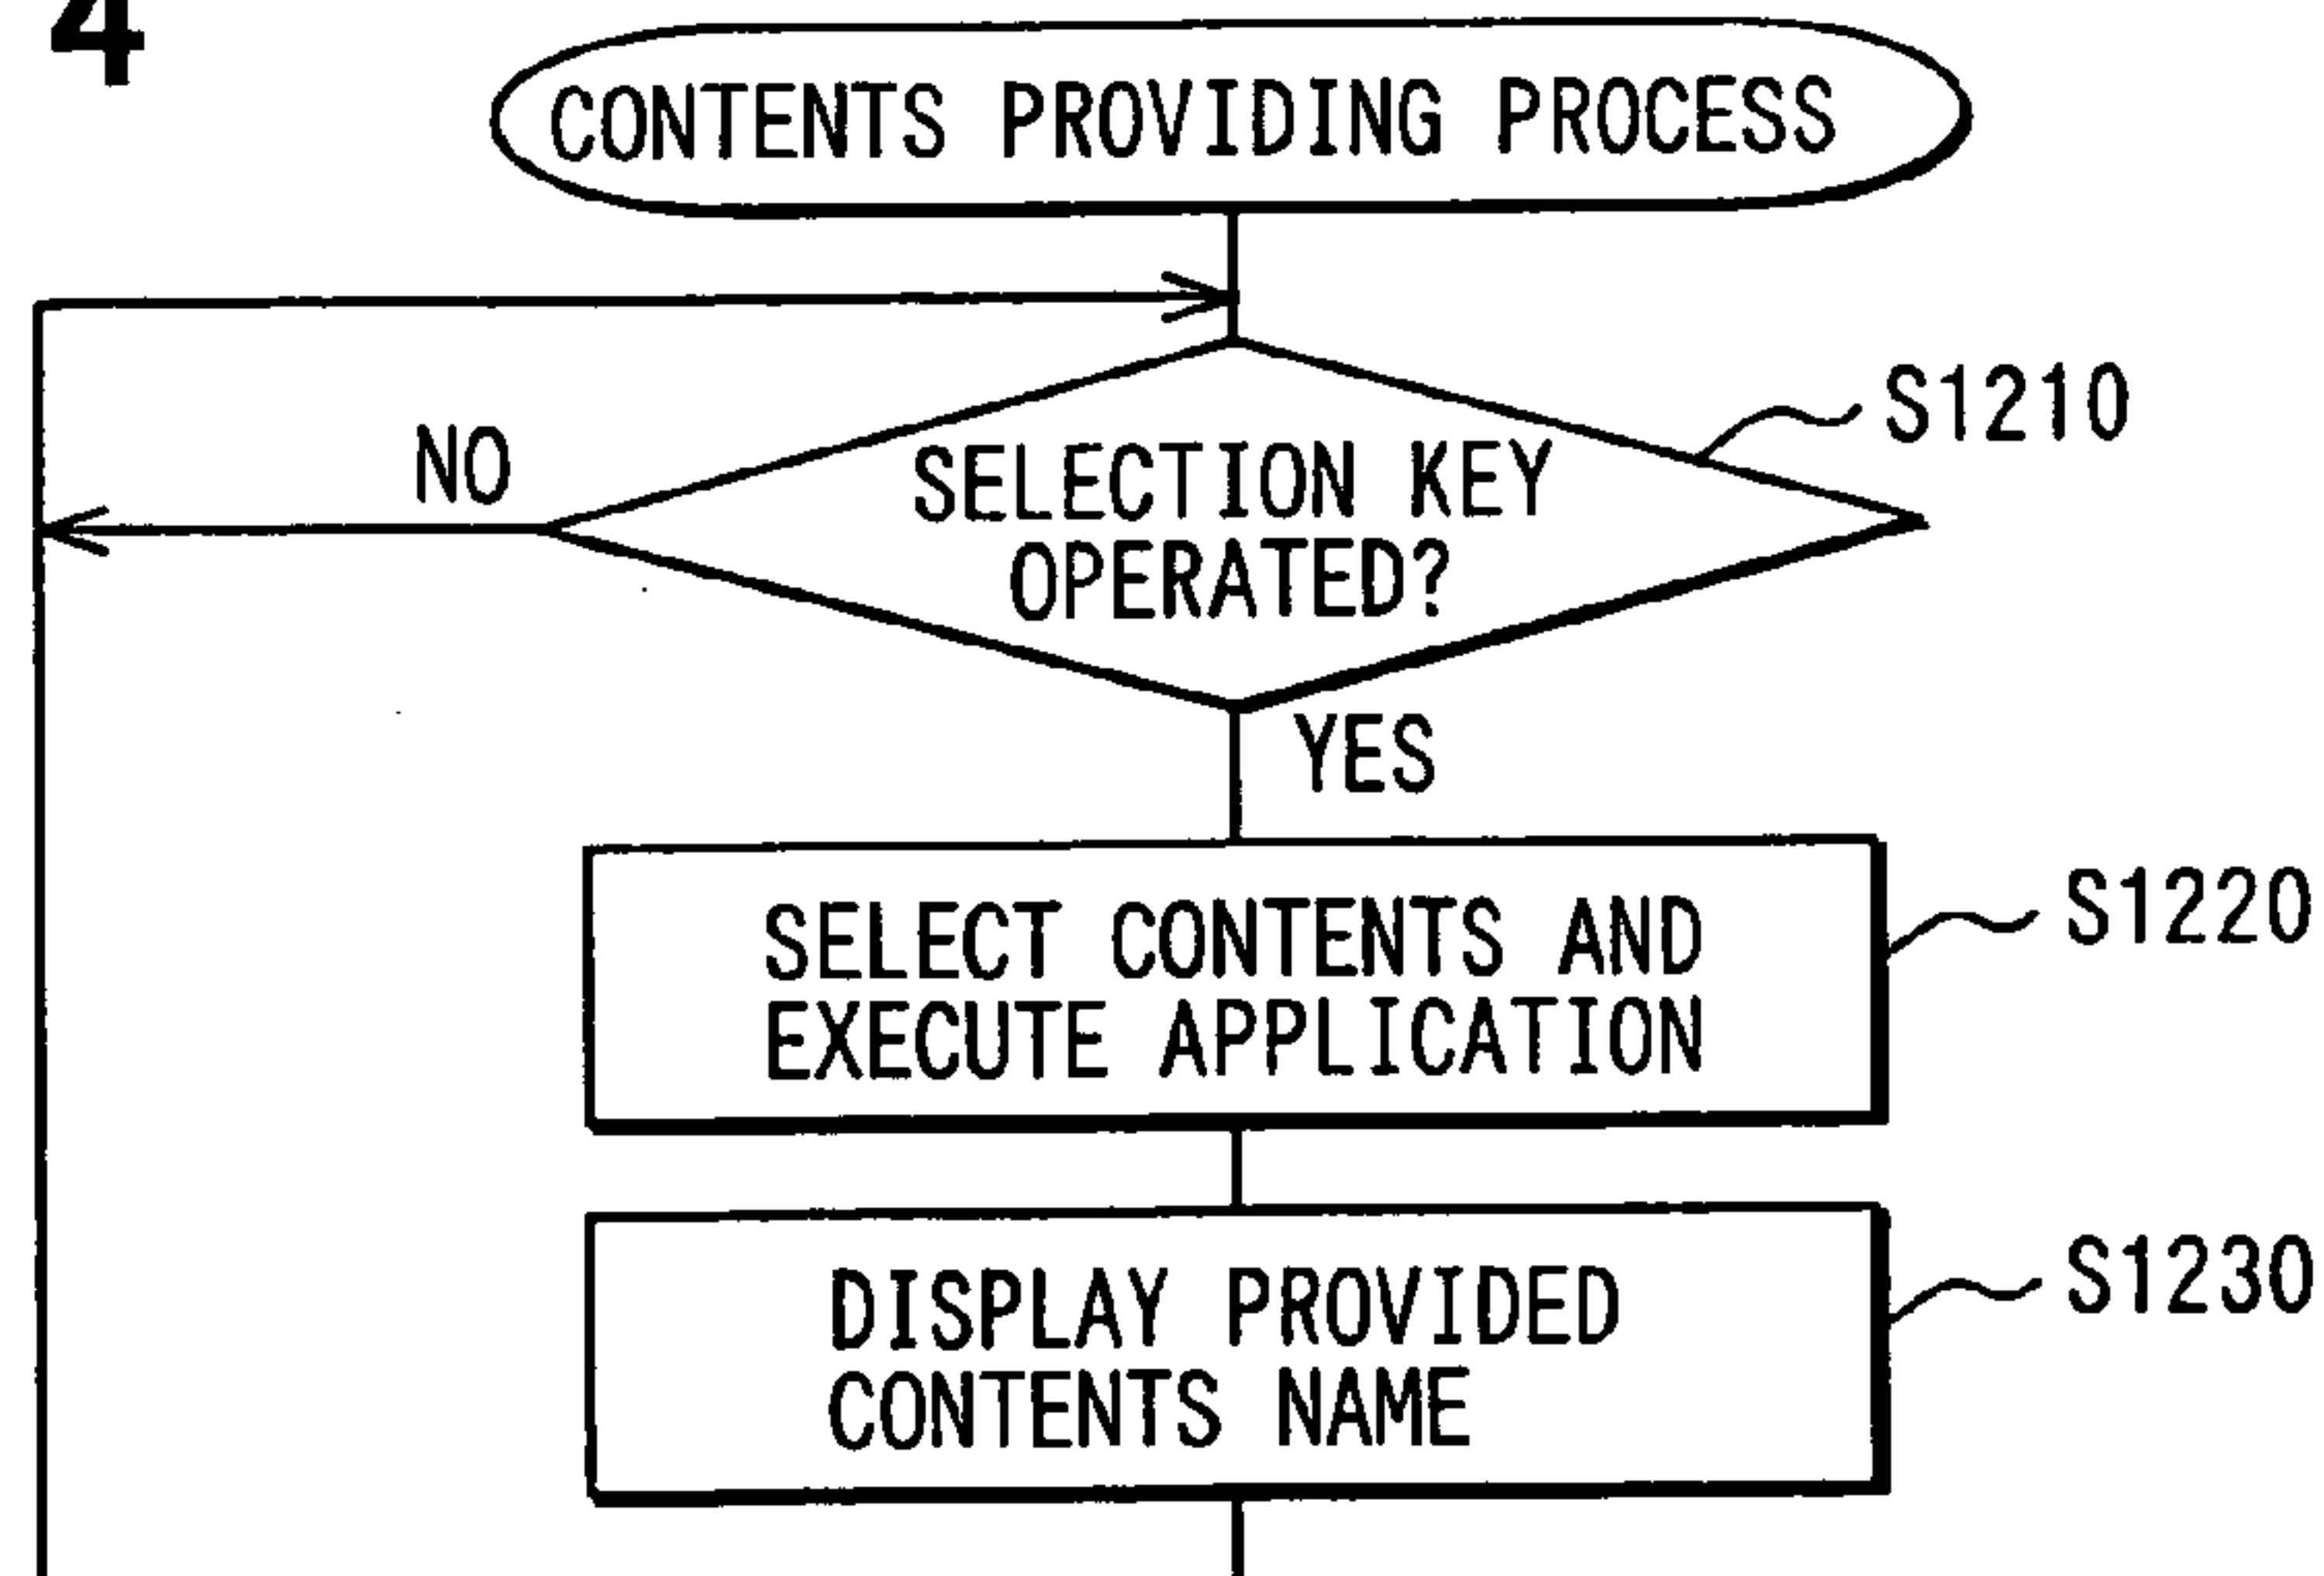 4
CONTENTS PROVIDING PROCESS
S1210
NO
SELECTION KEY
OPERATED?
YES
S1220
SELECT CONTENTS AND
EXECUTE APPLICATION
S1230
DISPLAY PROVIDED
CONTENTS NAME